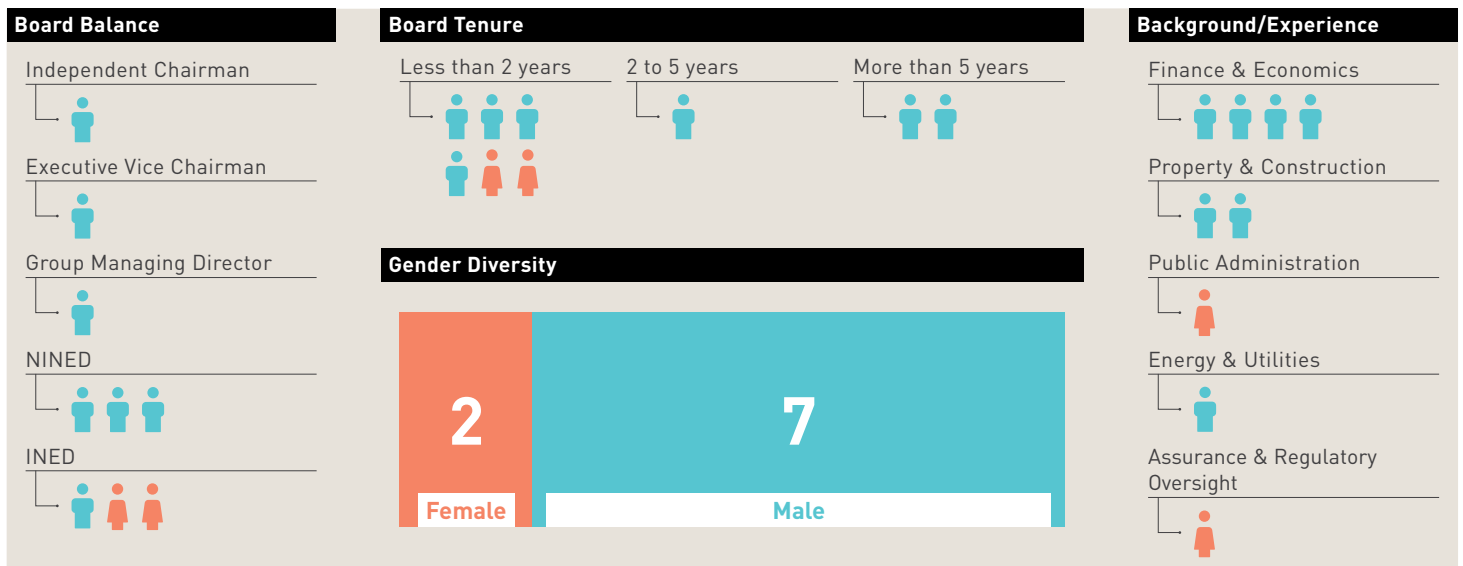 Board Balance
Independent Chairman
Executive Vice Chairman
Group Managing Director
NINED
INED
Board Tenure
Less than 2 years
2 to 5 years
More than 5 years
Gender Diversity
2
Female
7
Male
Background/Experience
Finance & Economics
Property & Construction
Public Administration
Energy & Utilities
Assurance & Regulatory
Oversight